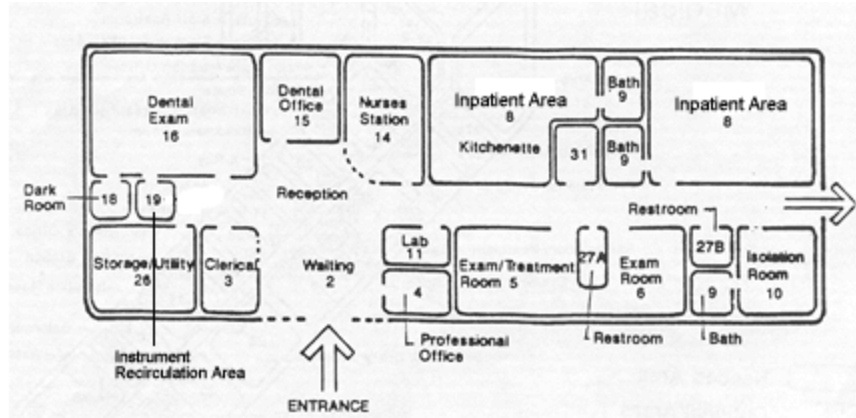 Dental
Exam
16
Dental
Office
15
Nurses
Station
14
Inpatient Area
8
Kitchenette
31
Bath
9
Bath
9
Inpatient Area
8
Dark
Room
18
19
Reception
Restroom
Storage/Utility
26
Clerical
3
Waiting
2
Lab
11
4
Exam/Treatment
Room 5
27A
Exam
Room
6
27B
9
Isolation
Room
10
Professional
Office
Restroom
Bath
Instrument
Recirculation Area
ENTRANCE